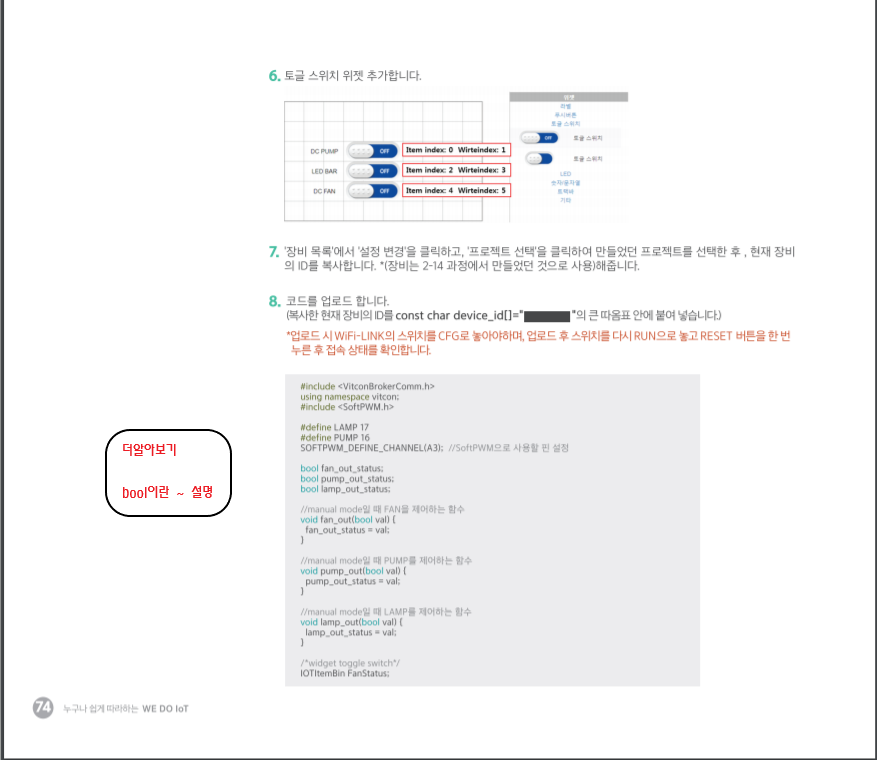 6. 토글 스위치 위젯 추가합니다.
위젯
라벨
푸시버튼
토글 스위치
OFF 토글 스위치
토글 스위치
LED
숫자/문자열
기타
DC PUMP OFF Item index: 0 Wirteindex: 1
LED BAR OFF Item index: 2 Wirteindex: 3
DC FAN OFF Item index: 4 Wirteindex: 5
7. '장비 목록'에서 '설정 변경'을 클릭하고, '프로젝트 선택'을 클릭하여 만들었던 프로젝트를 선택한 후 , 현재 장비
의 ID를 복사합니다. *(장비는 2-14 과정에서 만들었던 것으로 사용)해줍니다.
8. 코드를 업로드 합니다.
(복사한 현재 장비의 ID를 const char device_id[]=" "의 큰 따옴표 안에 붙여 넣습니다.)
*업로드 시 WiFi-LINK의 스위치를 CFG로 놓아야하며, 업로드 후 스위치를 다시 RUN으로 놓고 RESET 버튼을 한 번
누른 후 접속 상태를 확인합니다.
#include <VitconBrokerComm.h>
using namespace vitcon;
#include <SoftPWM.h>
#define LAMP 17
#define PUMP 16
SOFTPWM_DEFINE_CHANNEL(A3); //SoftPWM으로 사용할 핀 설정
bool fan_out_status;
bool pump_out_status;
bool lamp_out_status;
//manual mode일 때 FAN을 제어하는 함수
void fan_out(bool val) {
fan_out_status = val;
}
//manual mode일 때 PUMP를 제어하는 함수
void pump_out(bool val) {
pump_out_status = val;
}
//manual mode일 때 LAMP를 제어하는 함수
void lamp_out(bool val) {
lamp_out_status = val;
}
/*widget toggle switch*/
IOTItemBin FanStatus;
더알아보기
bool이란 ~ 설명
74 누구나 쉽게 따라하는 WE DO IoT